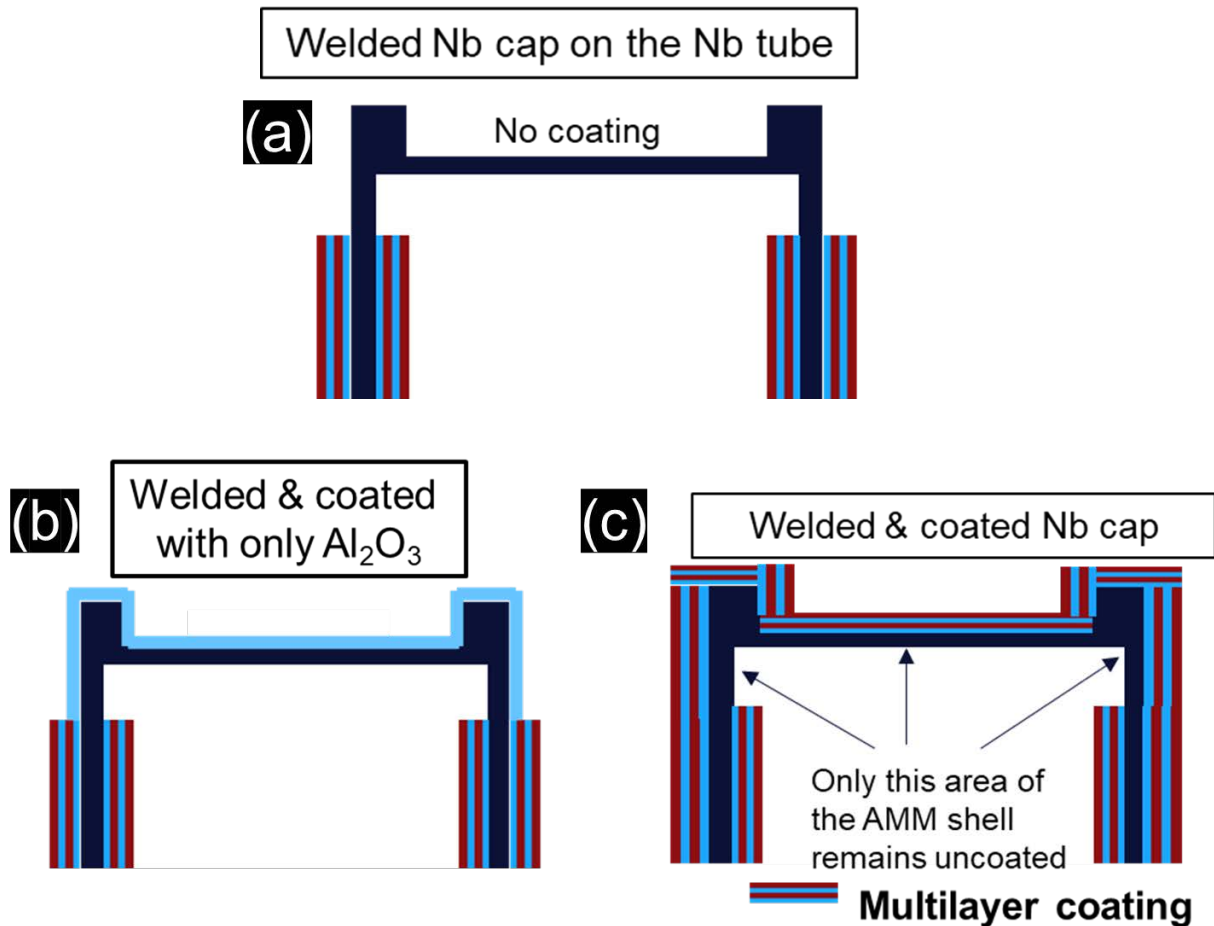 Welded Nb cap on the Nb tube
(a)
No coating
(b)
Welded & coated
with only Al₂O₃
(c)
Welded & coated Nb cap
Only this area of
the AMM shell
remains uncoated
Multilayer coating